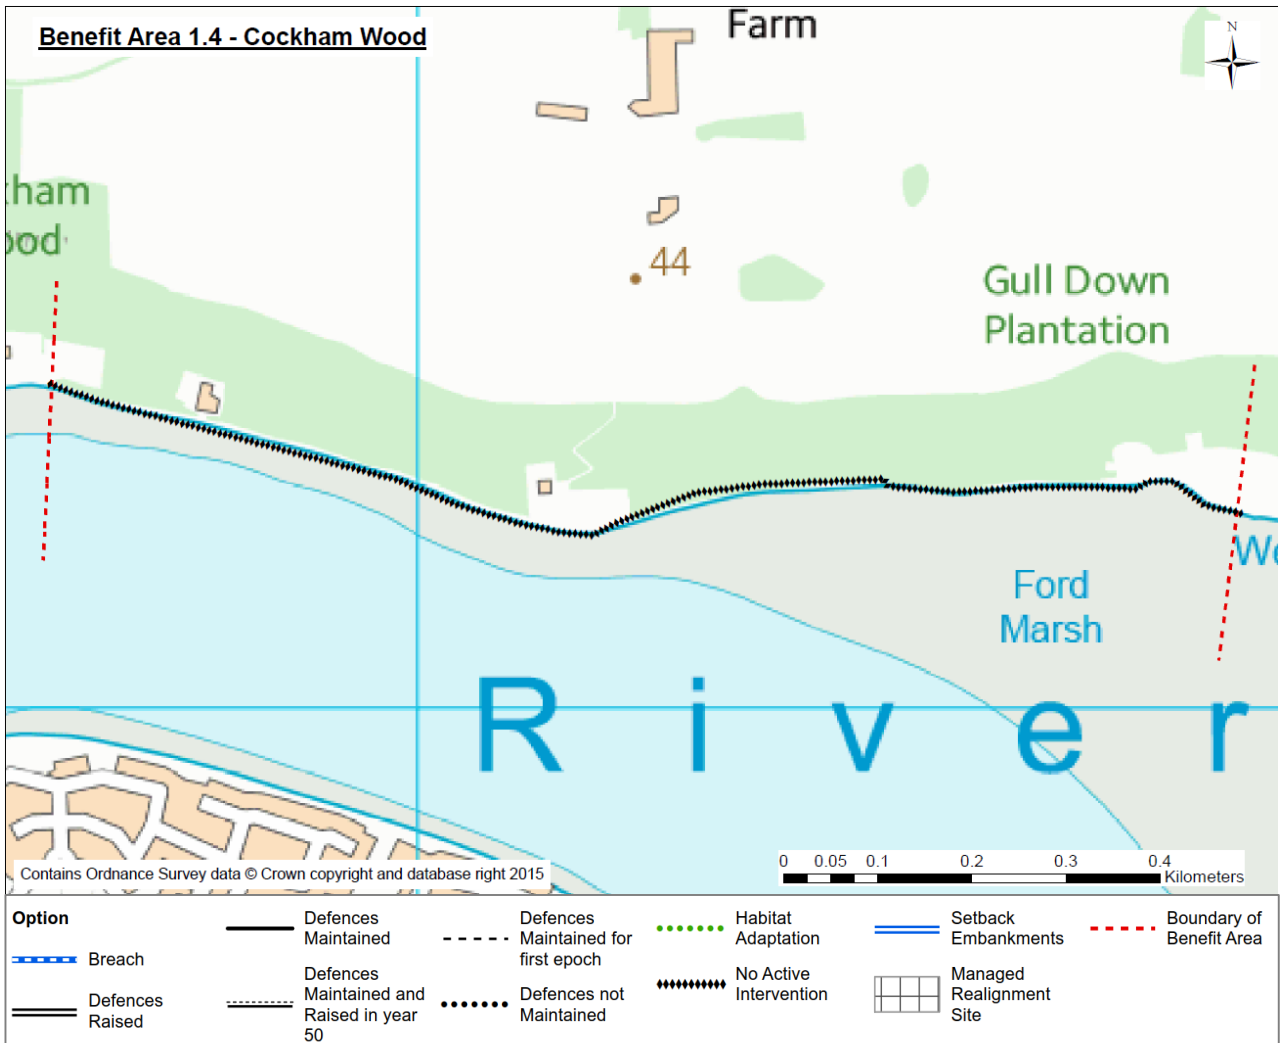 Benefit Area 1.4 - Cockham Wood
Farm
N
kham
ood
44
Gull Down
Plantation
Ford
Marsh
We
River
Contains Ordnance Survey data © Crown copyright and database right 2015
0 0.05 0.1 0.2 0.3 0.4
Kilometers
Option
Breach
Defences
Raised
Defences
Maintained
Defences
Maintained and
Raised in year
50
Defences
Maintained for
first epoch
Defences not
Maintained
Habitat
Adaptation
No Active
Intervention
Setback
Embankments
Managed
Realignment
Site
Boundary of
Benefit Area